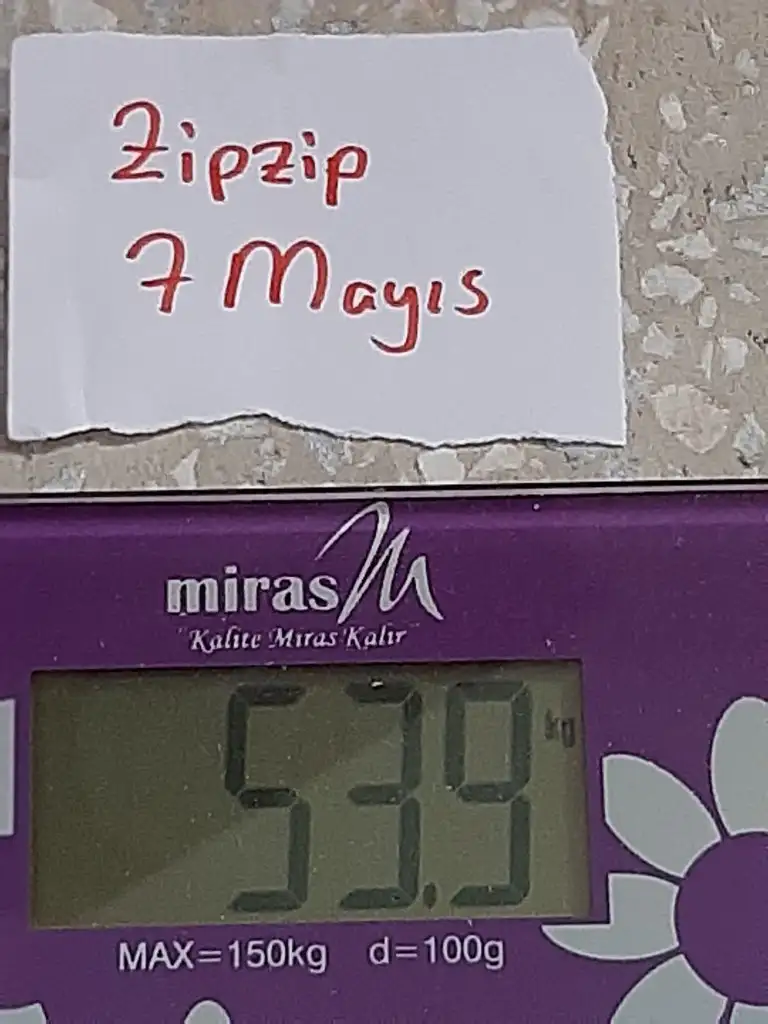 Zipzip
7 Mayıs
miras
Kalite Miras Kalır
53.9 kg
MAX=150kg d=100g